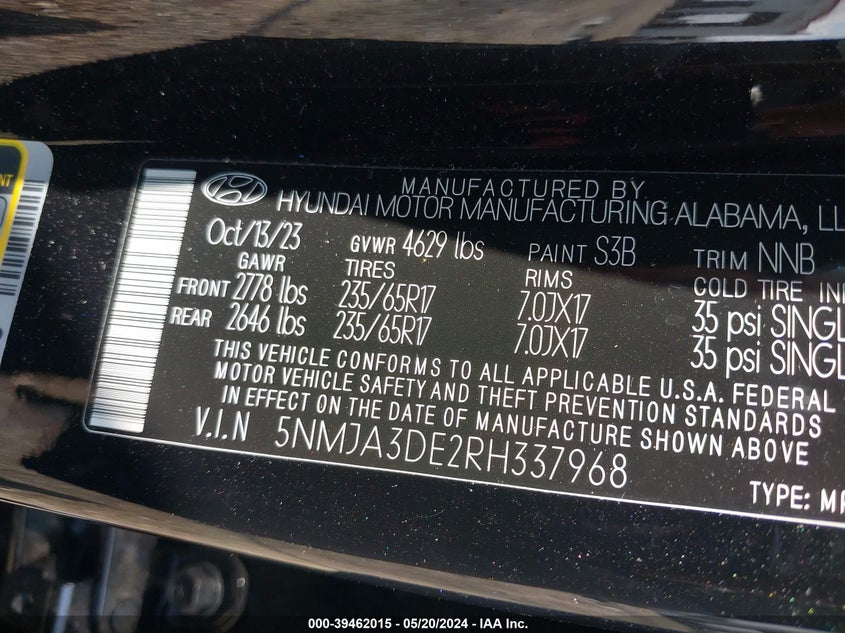 MANUFACTURED BY
HYUNDAI MOTOR MANUFACTURING ALABAMA, LL
Oct/13/23 GVWR 4629 lbs PAINT S3B TRIM NNB
GAWR TIRES RIMS COLD TIRE INF
FRONT 2778 lbs 235/65R17 7.0JX17 35 psi SINGL
REAR 2646 lbs 235/65R17 7.0JX17 35 psi SINGL
THIS VEHICLE CONFORMS TO ALL APPLICABLE U.S.A. FEDERAL
MOTOR VEHICLE SAFETY AND THEFT PREVENTION STANDARDS
IN EFFECT ON THE DATE OF MANUFACTURE SHOWN ABOVE
V.I.N 5NMJA3DE2RH337968
TYPE: MP
000-39462015 - 05/20/2024 - IAA Inc.